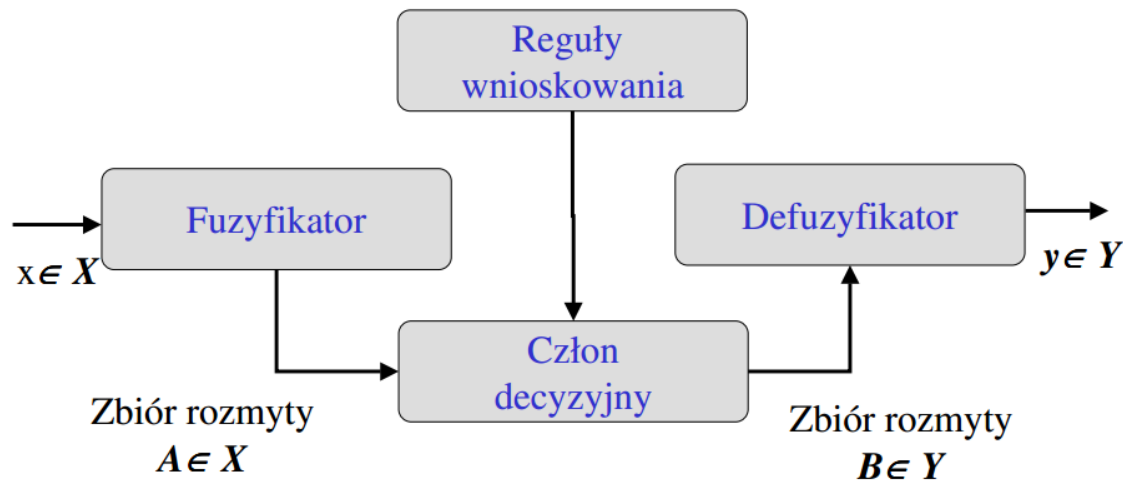 Reguły
wnioskowania
Fuzyfikator
Defuzyfikator
x∈ X
y∈ Y
Człon
decyzyjny
Zbiór rozmyty
A∈ X
Zbiór rozmyty
B∈ Y